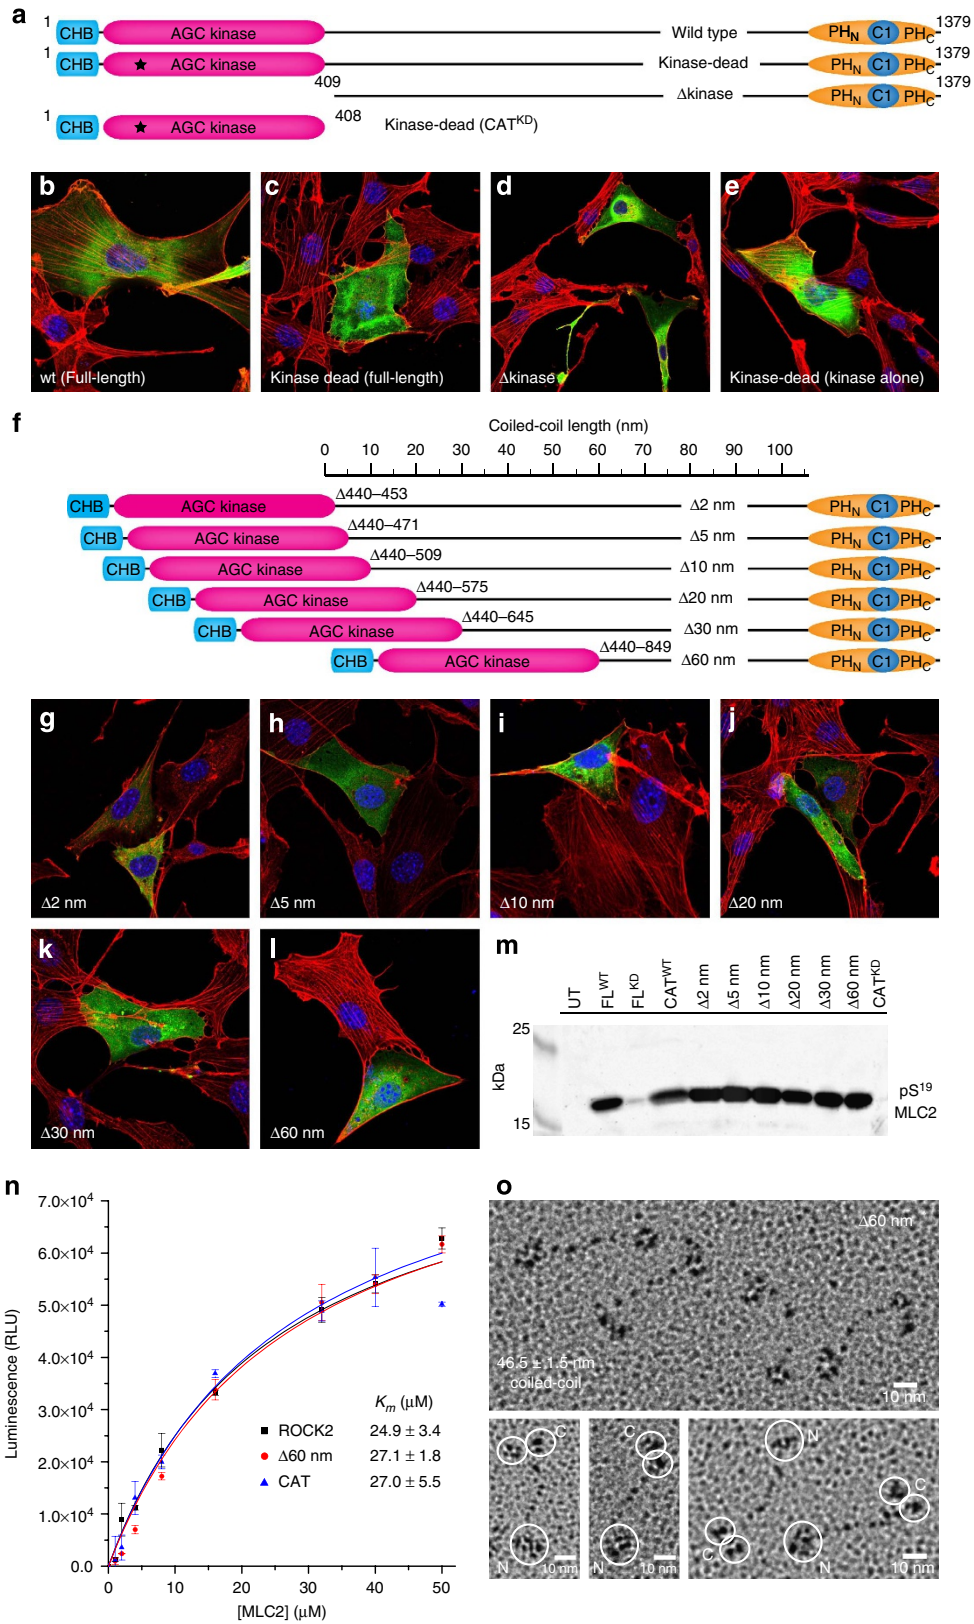 a
1 CHB AGC kinase Wild type PHN C1 PHC 1379
1 CHB ★ AGC kinase Kinase-dead PHN C1 PHC 1379
409 Δkinase PHN C1 PHC 1379
1 CHB ★ AGC kinase 408 Kinase-dead (CATKD)
b
wt (Full-length)
c
Kinase dead (full-length)
d
Δkinase
e
Kinase-dead (kinase alone)
f
Coiled-coil length (nm)
0 10 20 30 40 50 60 70 80 90 100
CHB AGC kinase Δ440–453 Δ2 nm PHN C1 PHC
CHB AGC kinase Δ440–471 Δ5 nm PHN C1 PHC
CHB AGC kinase Δ440–509 Δ10 nm PHN C1 PHC
CHB AGC kinase Δ440–575 Δ20 nm PHN C1 PHC
CHB AGC kinase Δ440–645 Δ30 nm PHN C1 PHC
CHB AGC kinase Δ440–849 Δ60 nm PHN C1 PHC
g
Δ2 nm
h
Δ5 nm
i
Δ10 nm
j
Δ20 nm
k
Δ30 nm
l
Δ60 nm
m
UT FLWT FLKD CATWT Δ2 nm Δ5 nm Δ10 nm Δ20 nm Δ30 nm Δ60 nm CATKD
25
kDa
15
pS19
MLC2
n
Luminescence (RLU)
7.0×10⁴
6.0×10⁴
5.0×10⁴
4.0×10⁴
3.0×10⁴
2.0×10⁴
1.0×10⁴
0.0
Km (μM)
ROCK2 24.9 ± 3.4
Δ60 nm 27.1 ± 1.8
CAT 27.0 ± 5.5
0 10 20 30 40 50
[MLC2] (μM)
o
Δ60 nm
46.5 ± 1.5 nm
coiled-coil
10 nm
C
N
10 nm
C
N
10 nm
N
C
C
N
10 nm